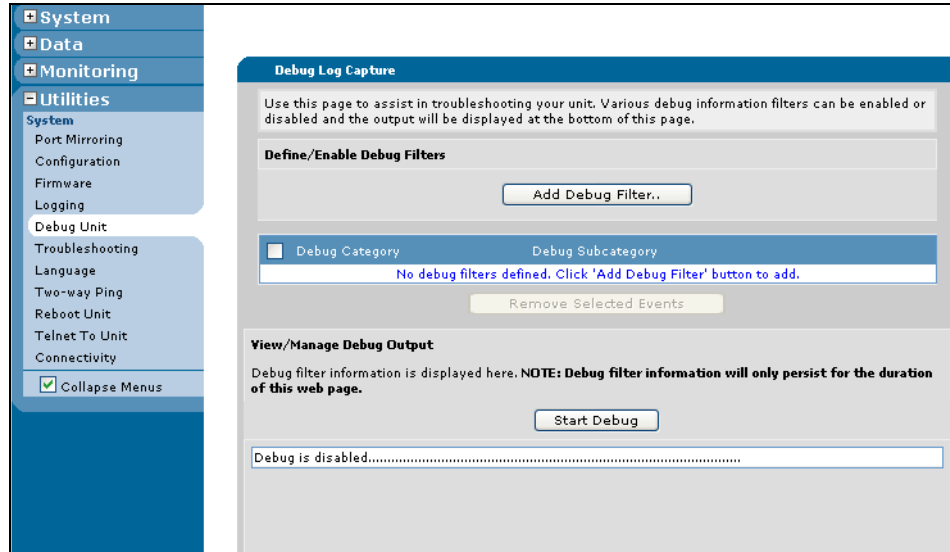 System
Data
Monitoring
Utilities
System
Port Mirroring
Configuration
Firmware
Logging
Debug Unit
Troubleshooting
Language
Two-way Ping
Reboot Unit
Telnet To Unit
Connectivity
Collapse Menus
Debug Log Capture
Use this page to assist in troubleshooting your unit. Various debug information filters can be enabled or
disabled and the output will be displayed at the bottom of this page.
Define/Enable Debug Filters
Add Debug Filter..
Debug Category Debug Subcategory
No debug filters defined. Click 'Add Debug Filter' button to add.
Remove Selected Events
View/Manage Debug Output
Debug filter information is displayed here. NOTE: Debug filter information will only persist for the duration
of this web page.
Start Debug
Debug is disabled.................................................................................................